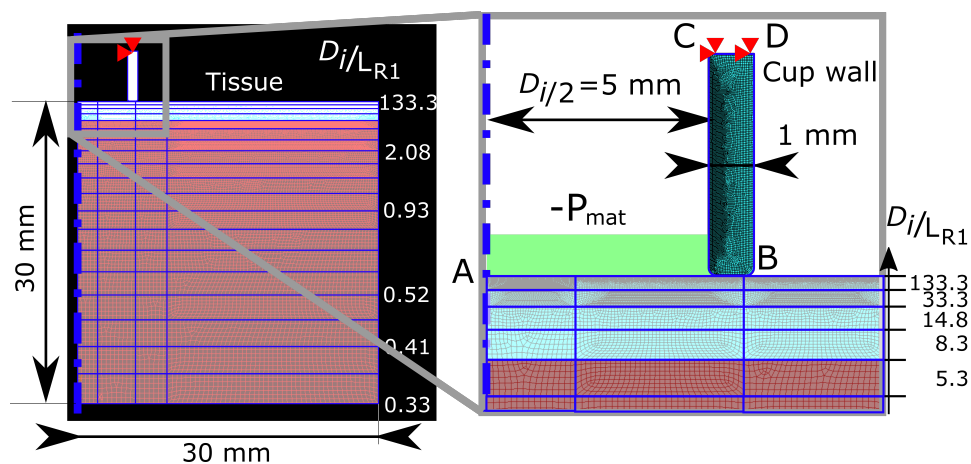 Di/LR1
Tissue
133.3
2.08
0.93
0.52
0.41
0.33
30 mm
30 mm
C
D
Cup wall
Di/2=5 mm
1 mm
-Pmat
A
B
Di/LR1
133.3
33.3
14.8
8.3
5.3